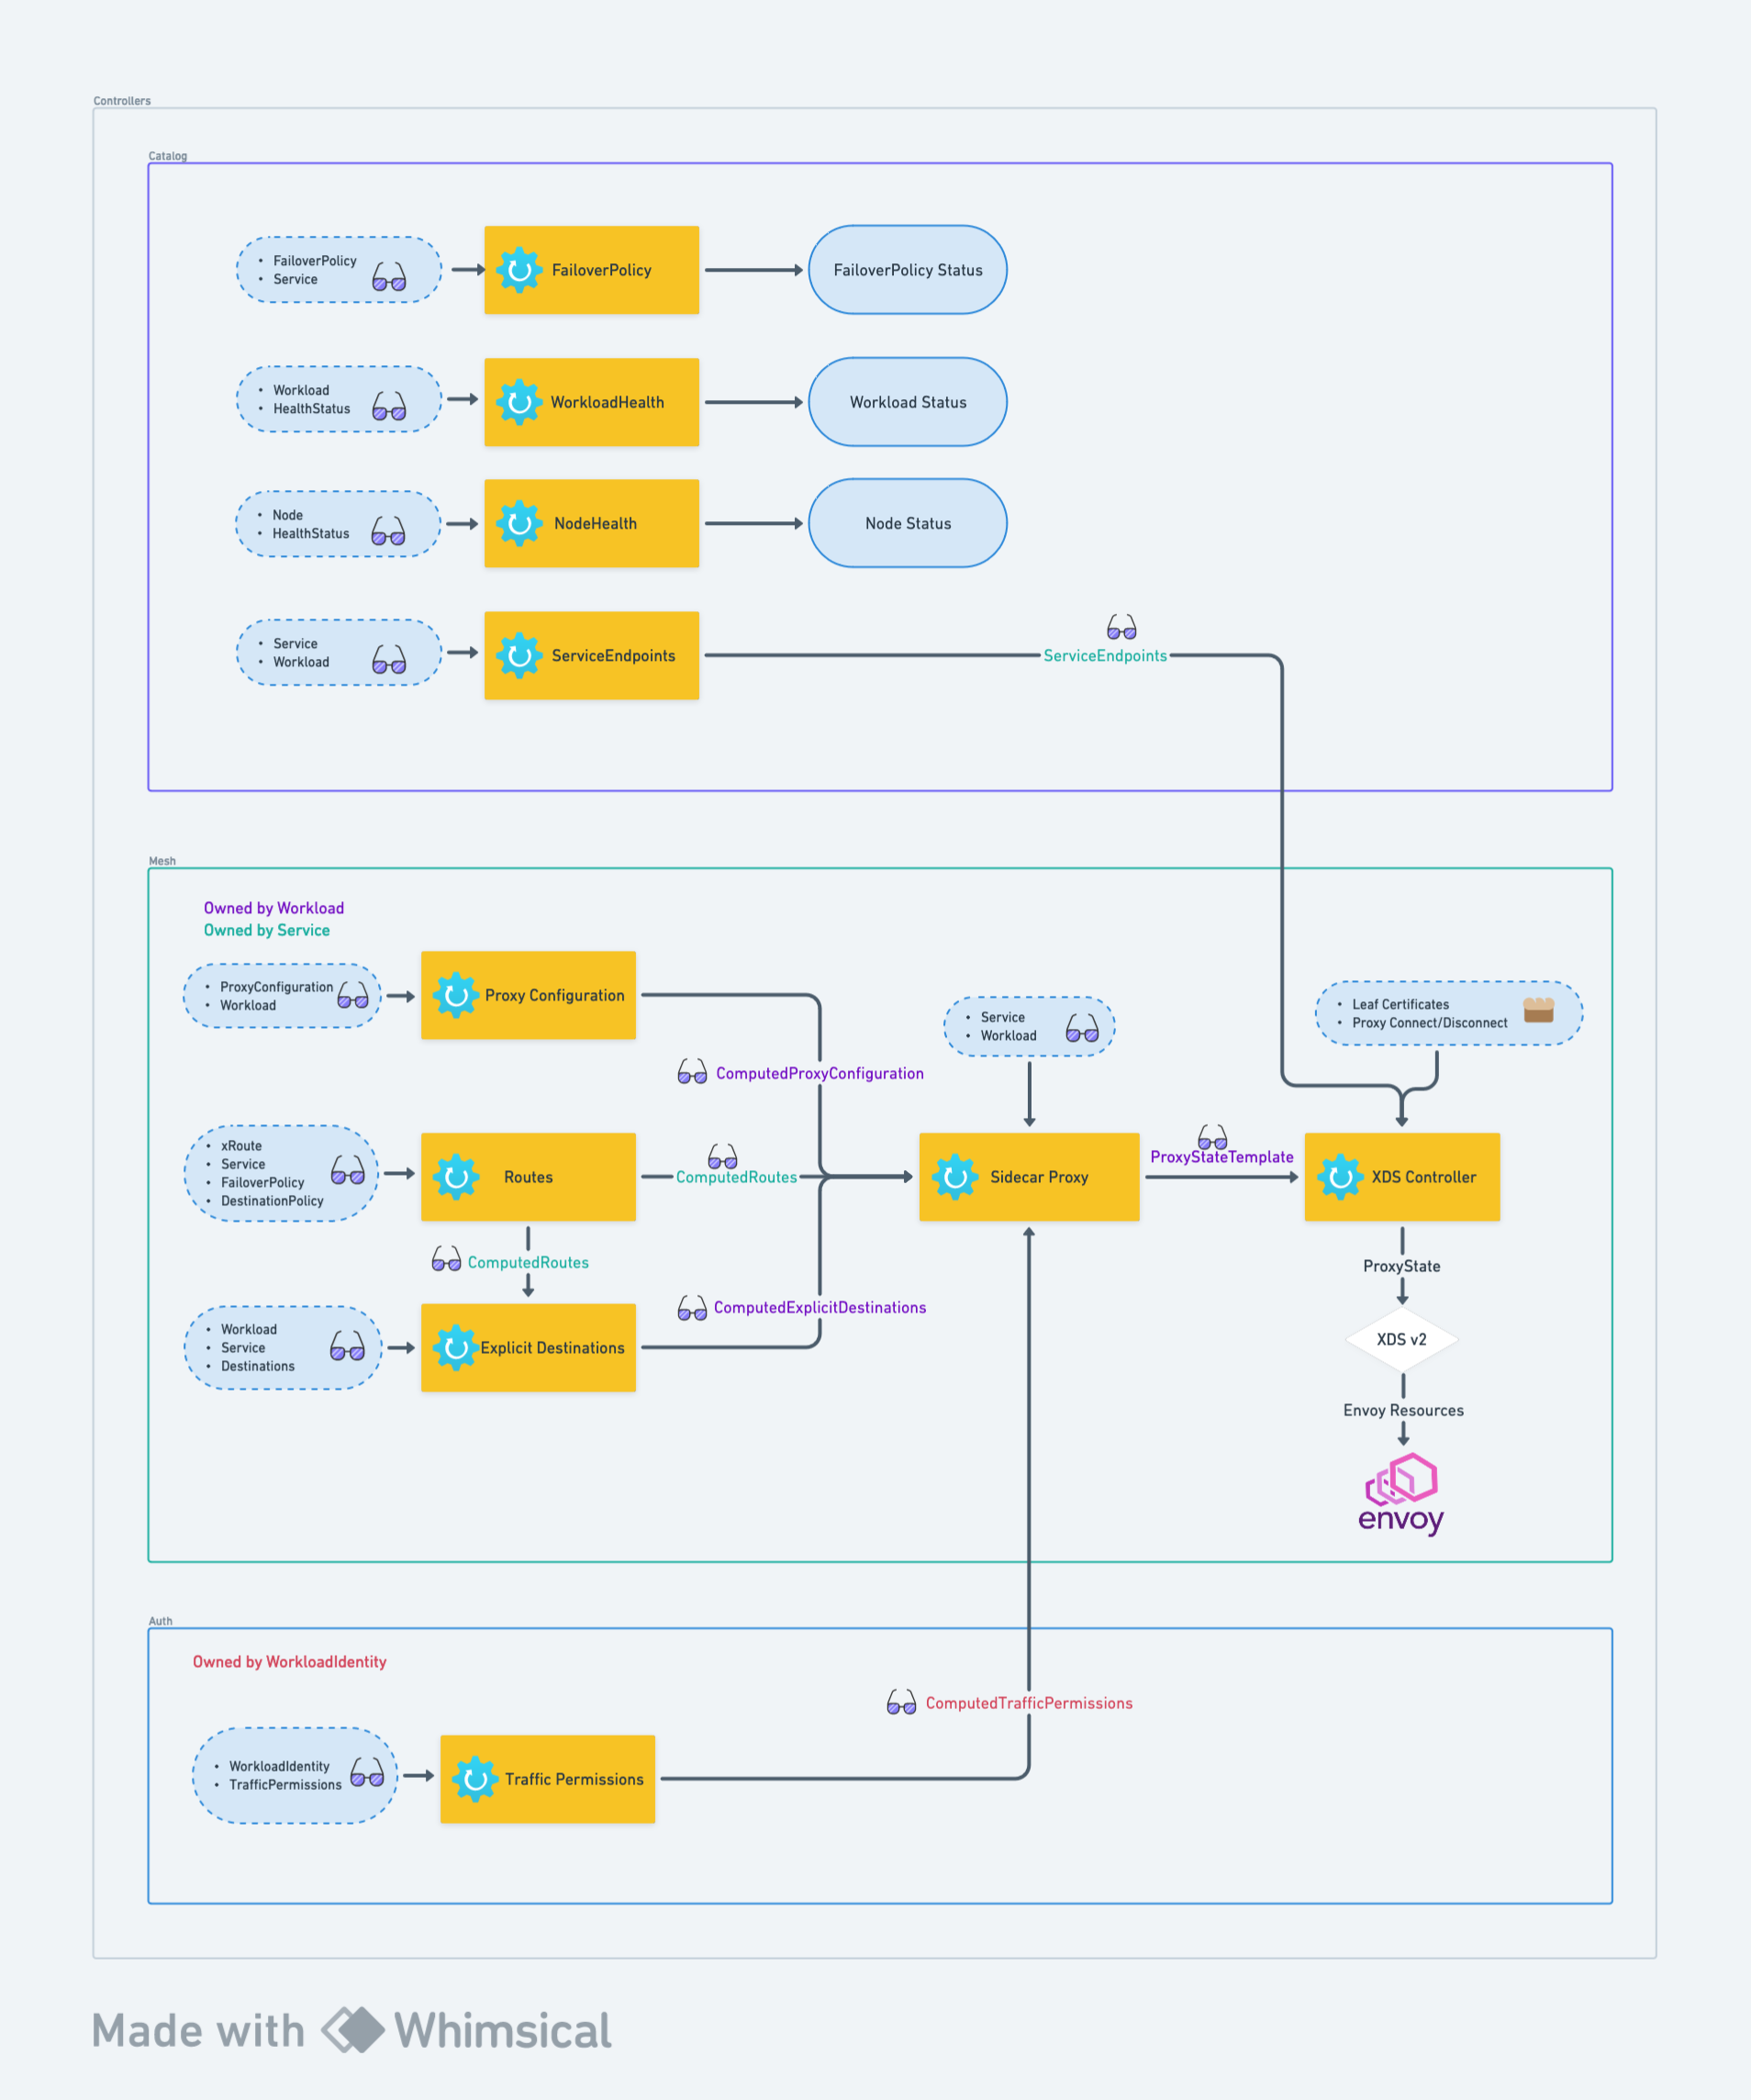 Controllers
Catalog
• FailoverPolicy
• Service
FailoverPolicy
FailoverPolicy Status
• Workload
• HealthStatus
WorkloadHealth
Workload Status
• Node
• HealthStatus
NodeHealth
Node Status
• Service
• Workload
ServiceEndpoints
ServiceEndpoints
Mesh
Owned by Workload
Owned by Service
• ProxyConfiguration
• Workload
Proxy Configuration
• Service
• Workload
• Leaf Certificates
• Proxy Connect/Disconnect
ComputedProxyConfiguration
• xRoute
• Service
• FailoverPolicy
• DestinationPolicy
Routes
ComputedRoutes
Sidecar Proxy
ProxyStateTemplate
XDS Controller
ComputedRoutes
ProxyState
• Workload
• Service
• Destinations
Explicit Destinations
ComputedExplicitDestinations
XDS v2
Envoy Resources
envoy
Auth
Owned by WorkloadIdentity
ComputedTrafficPermissions
• WorkloadIdentity
• TrafficPermissions
Traffic Permissions
Made with Whimsical